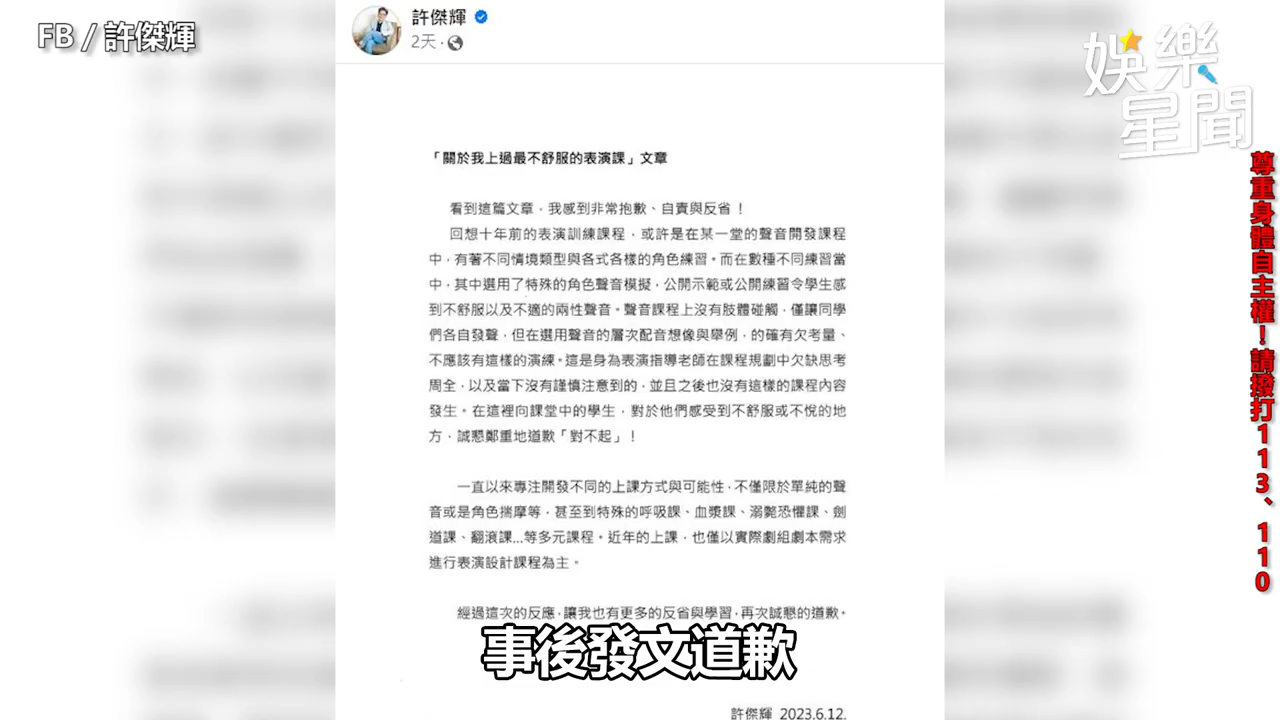 FB / 許傑輝
許傑輝
2天·
娛樂
星聞
「關於我上過最不舒服的表演課」文章
看到這篇文章，我感到非常抱歉、自責與反省！
回想十年前的表演訓練課程，或許是在某一堂的聲音開發課程
中，有著不同情境類型與各式各樣的角色練習。而在數種不同練習當
中，其中選用了特殊的角色聲音模擬，公開示範或公開練習令學生感
到不舒服以及不適的兩性聲音。聲音課程上沒有肢體碰觸，僅讓同學
們各自發聲，但在選用聲音的層次配音想像與舉例，的確有欠考量、
不應該有這樣的演練。這是身為表演指導老師在課程規劃中欠缺思考
周全，以及當下沒有謹慎注意到的，並且之後也沒有這樣的課程內容
發生。在這裡向課堂中的學生，對於他們感受到不舒服或不悅的地
方，誠懇鄭重地道歉「對不起」！
一直以來專注開發不同的上課方式與可能性，不僅限於單純的聲
音或是角色揣摩等，甚至到特殊的呼吸課、血漿課、溺斃恐懼課、劍
道課、翻滾課...等多元課程。近年的上課，也僅以實際劇組劇本需求
進行表演設計課程為主。
經過這次的反應，讓我也有更多的反省與學習，再次誠懇的道歉。
事後發文道歉
許傑輝 2023.6.12.
尊重身體自主權！請撥打113、110